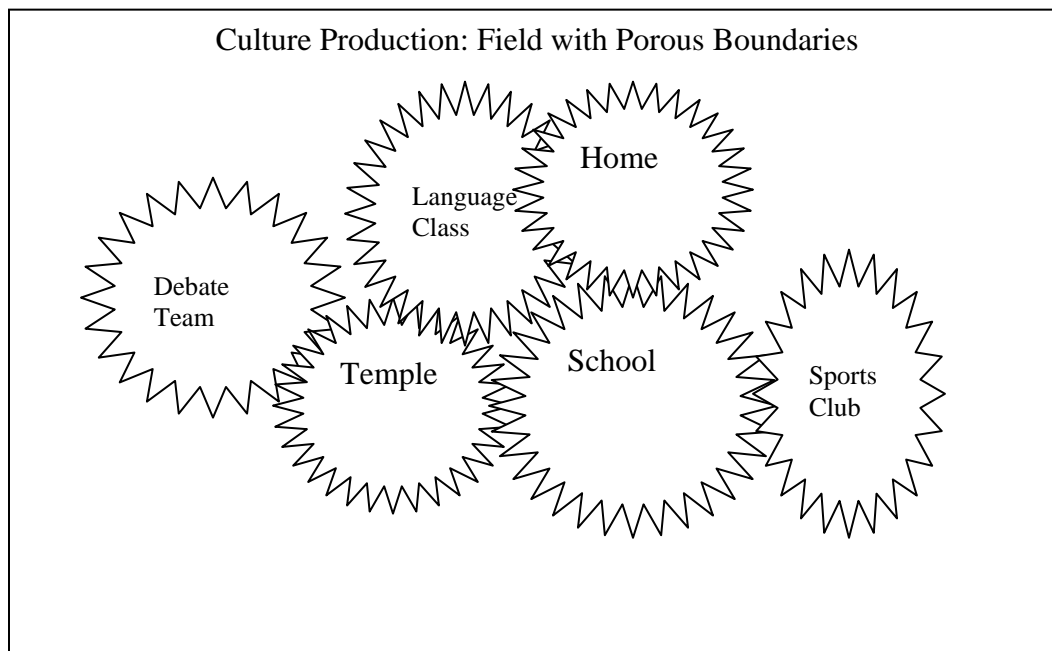 Culture Production: Field with Porous Boundaries
Home
Language
Class
Debate
Team
Temple
School
Sports
Club